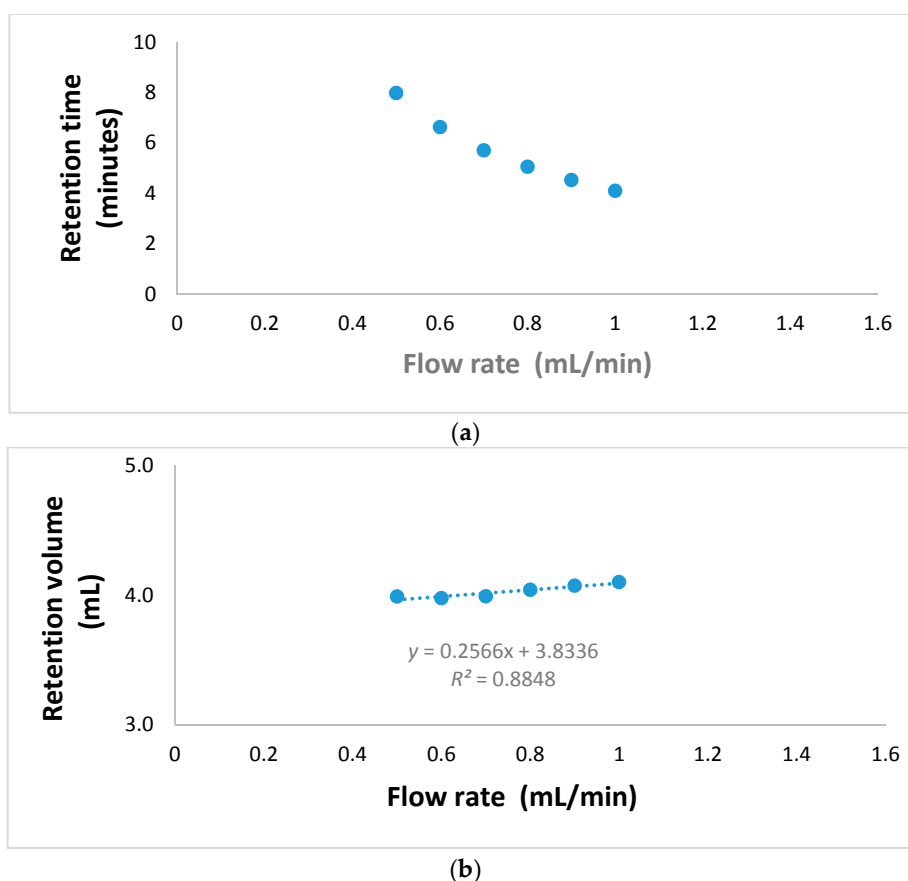 Retention time
(minutes)
10
8
6
4
2
0
0 0.2 0.4 0.6 0.8 1 1.2 1.4 1.6
Flow rate (mL/min)
(a)
Retention volume
(mL)
5.0
4.0
3.0
y = 0.2566x + 3.8336
R² = 0.8848
0 0.2 0.4 0.6 0.8 1 1.2 1.4 1.6
Flow rate (mL/min)
(b)